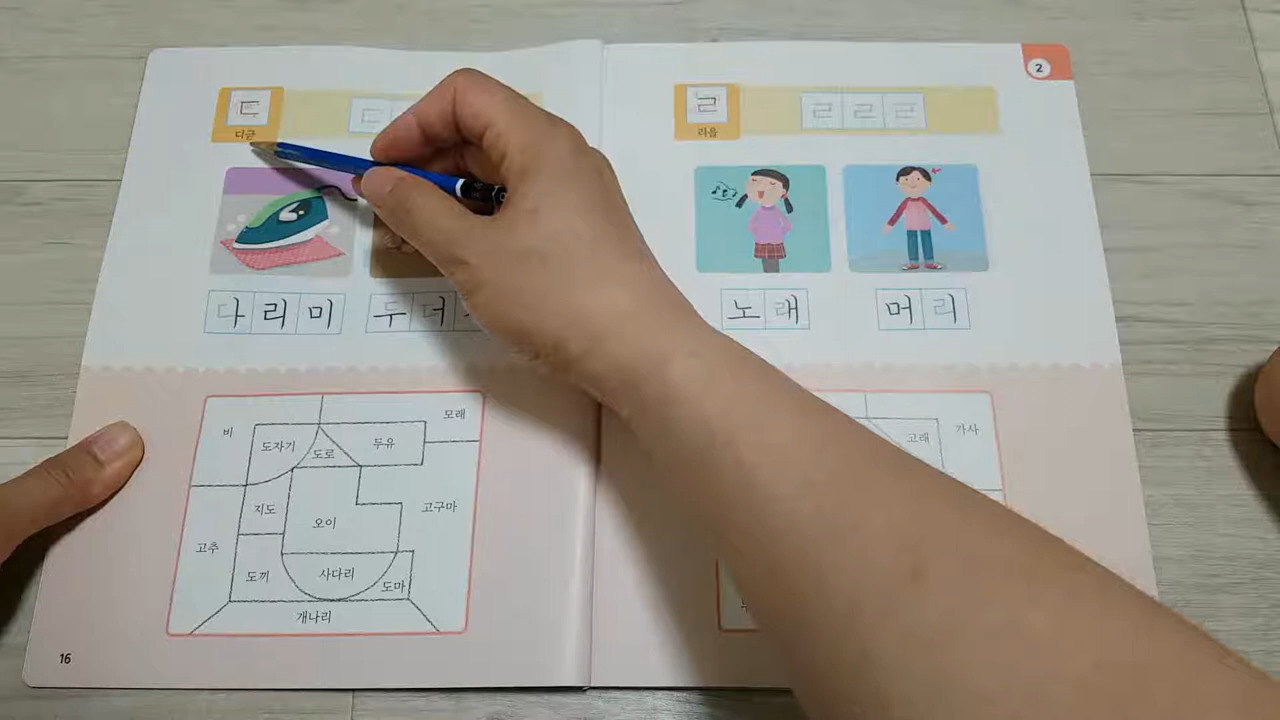 ㄷ
디귿
ㄷ
다리미
두더
비
모래
도자기
도로
두유
지도
오이
고구마
고추
도끼
사다리
도마
개나리
16
2
ㄹ
리을
ㄹ ㄹ ㄹ
노래
머리
고래
가사